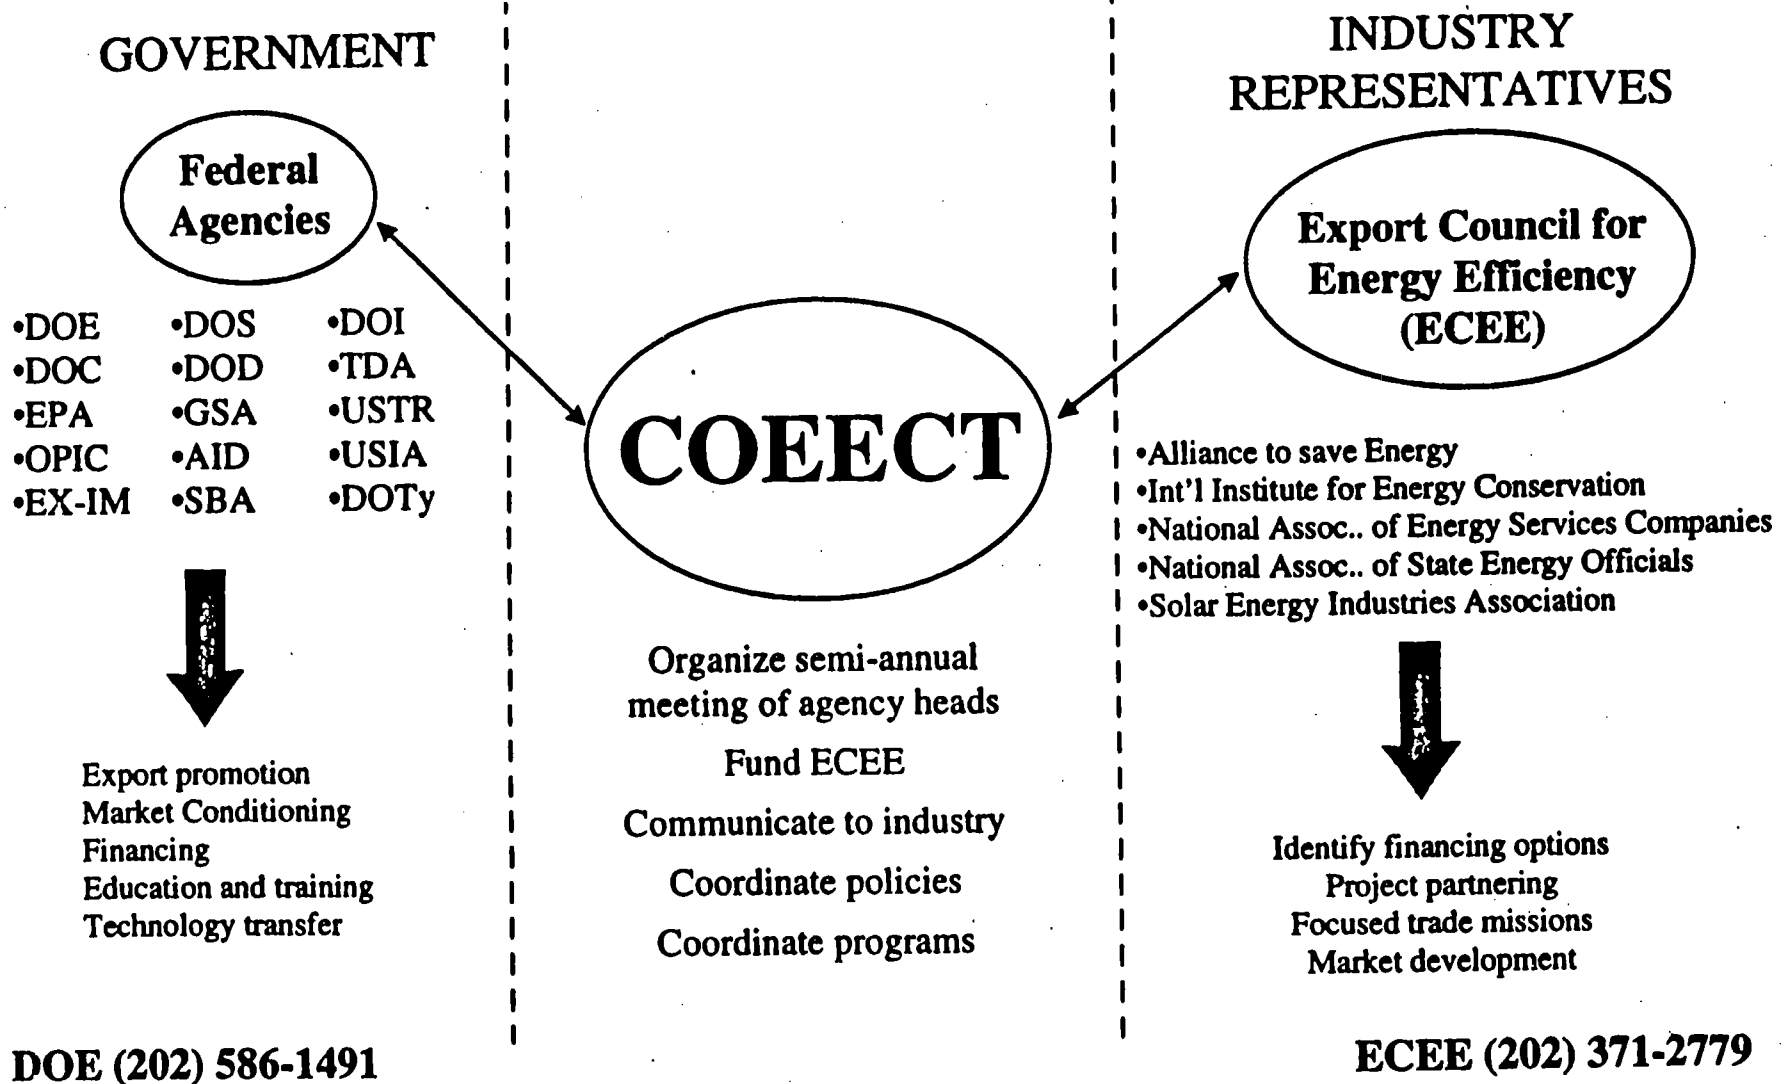 GOVERNMENT
Federal
Agencies
•DOE •DOS •DOI
•DOC •DOD •TDA
•EPA •GSA •USTR
•OPIC •AID •USIA
•EX-IM •SBA •DOTy
Export promotion
Market Conditioning
Financing
Education and training
Technology transfer
DOE (202) 586-1491
COEECT
Organize semi-annual
meeting of agency heads
Fund ECEE
Communicate to industry
Coordinate policies
Coordinate programs
INDUSTRY
REPRESENTATIVES
Export Council for
Energy Efficiency
(ECEE)
•Alliance to save Energy
•Int'l Institute for Energy Conservation
•National Assoc.. of Energy Services Companies
•National Assoc.. of State Energy Officials
•Solar Energy Industries Association
Identify financing options
Project partnering
Focused trade missions
Market development
ECEE (202) 371-2779